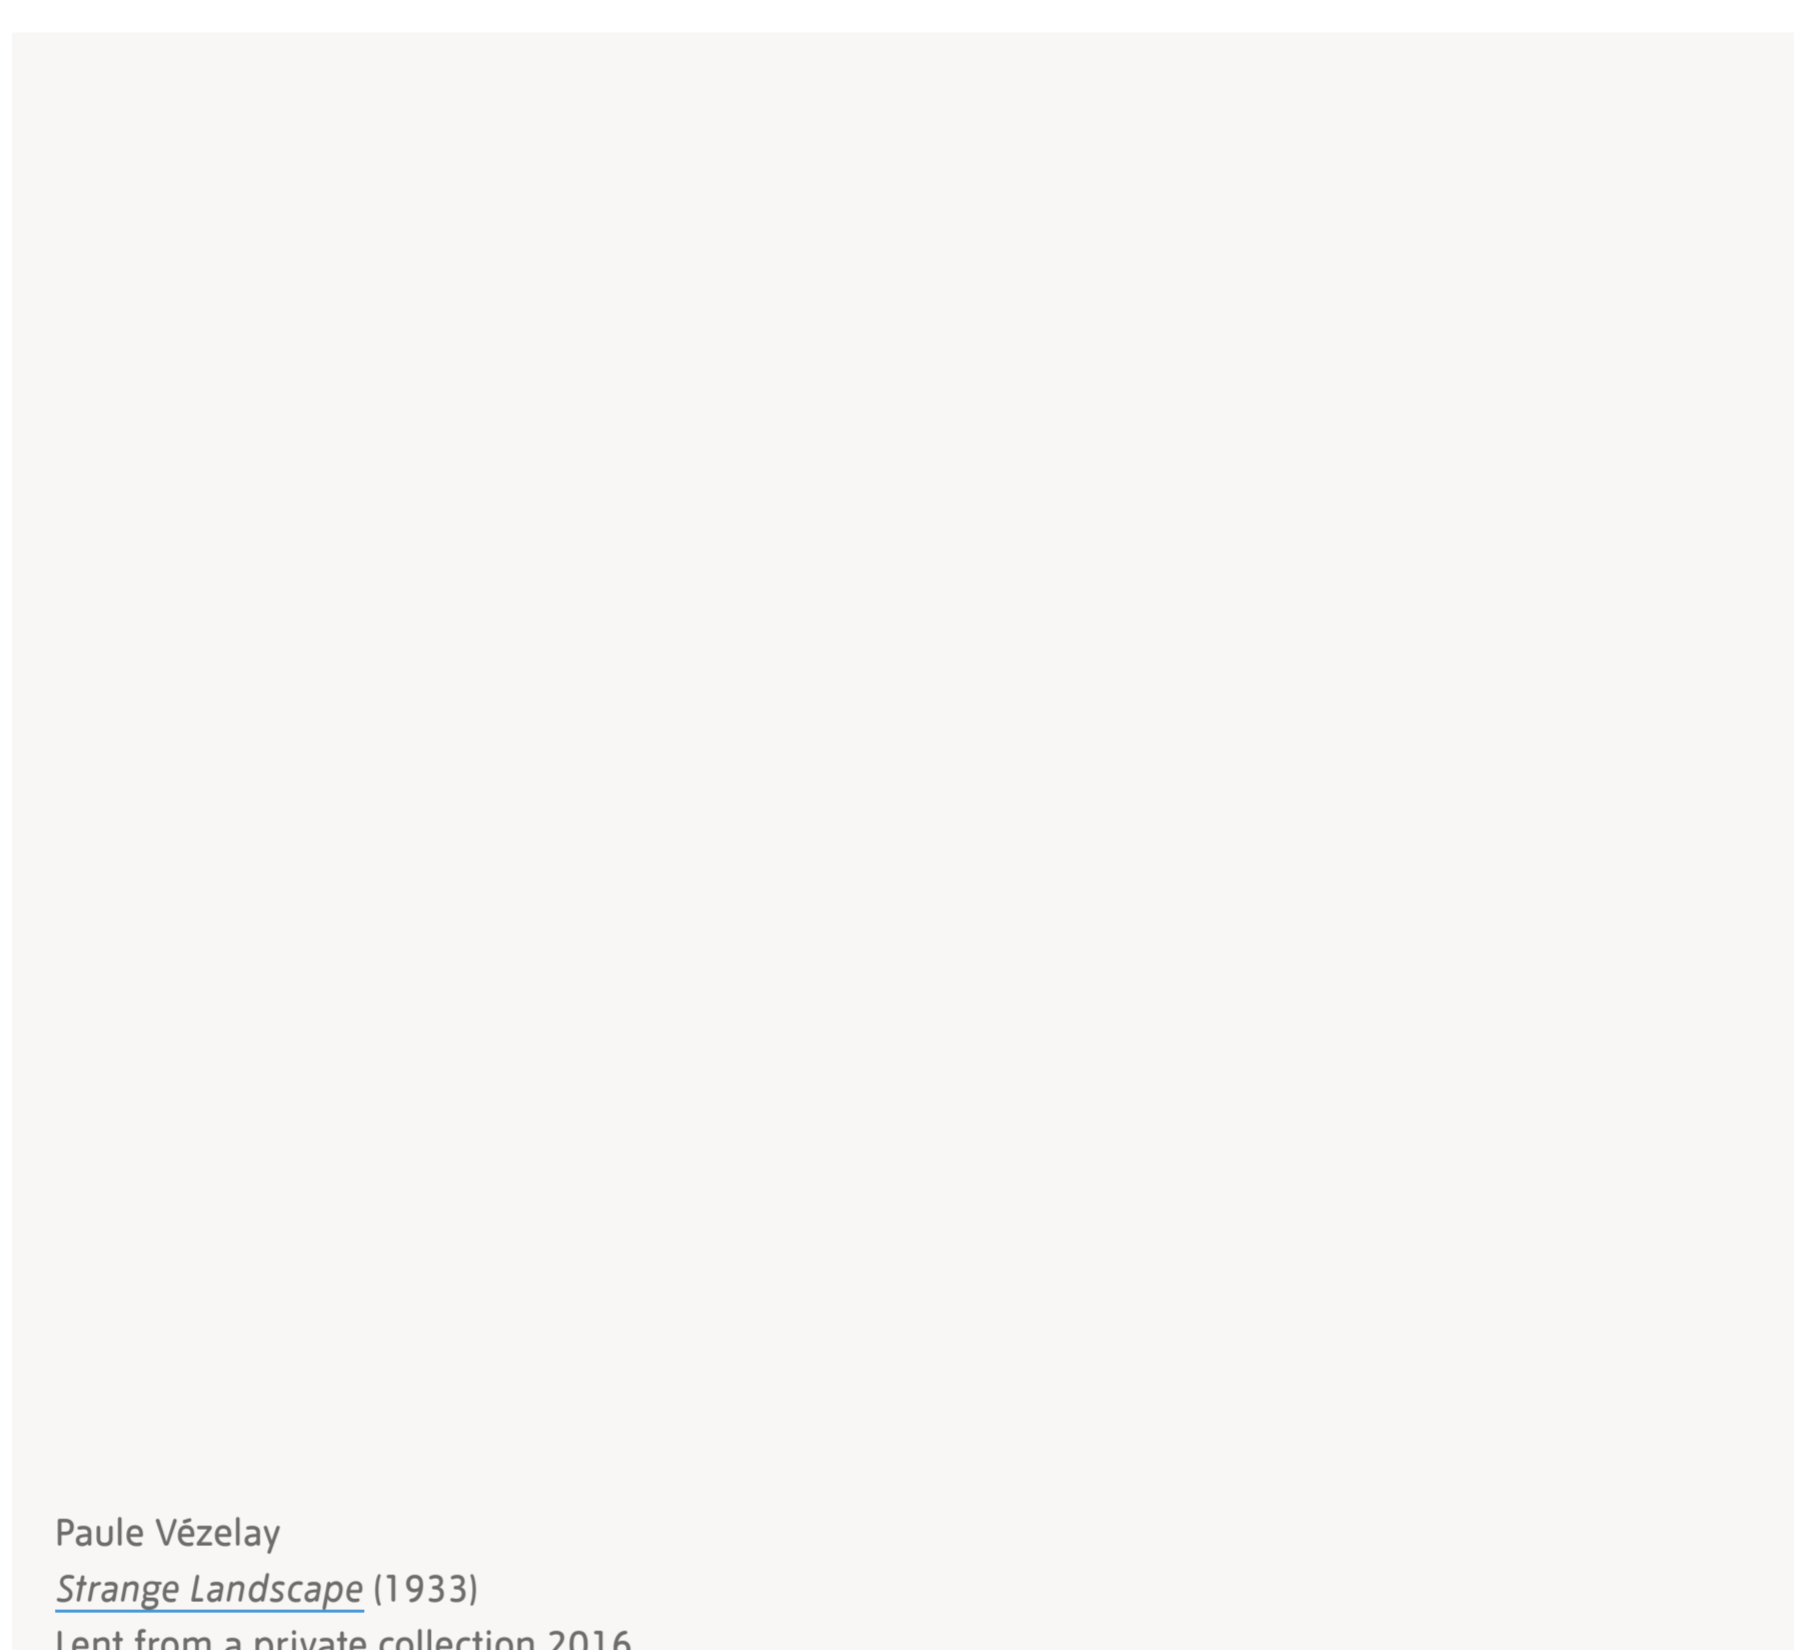 Paule Vézelay
Strange Landscape (1933)
Lent from a private collection 2016